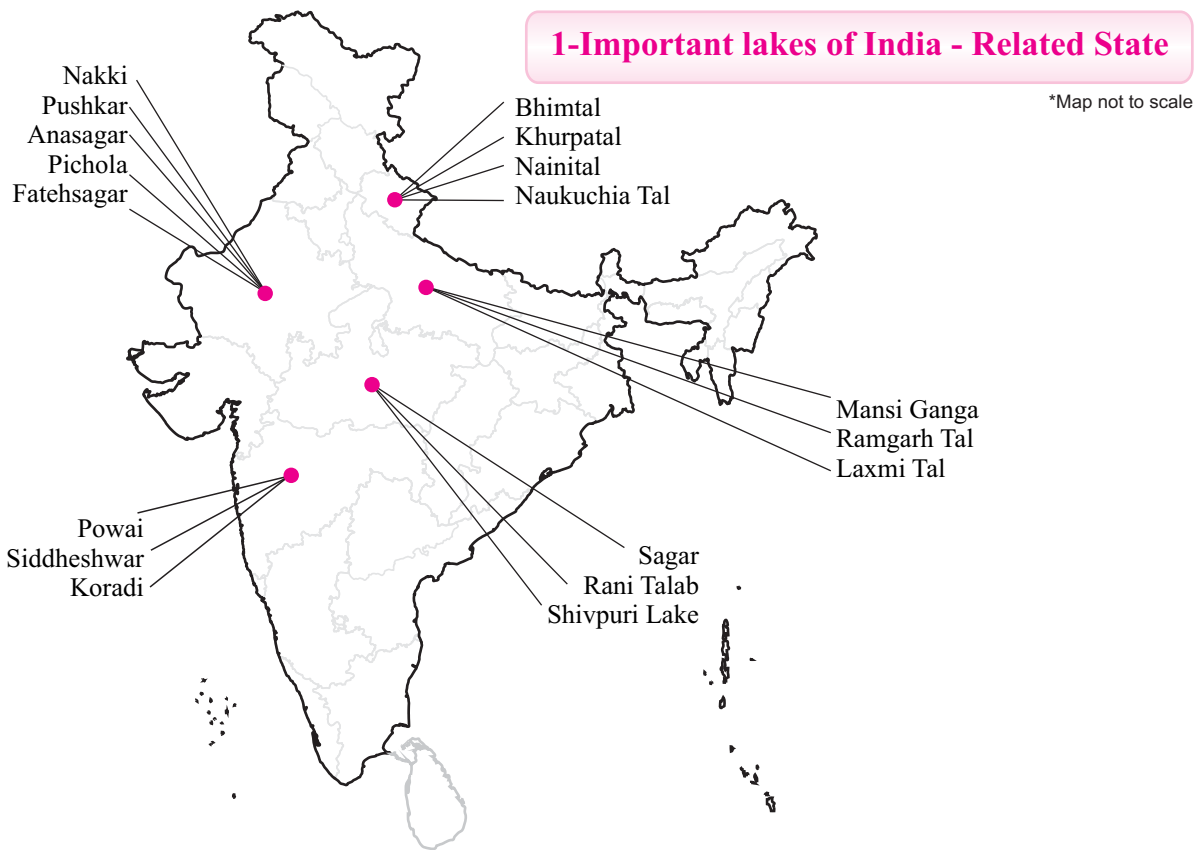 1-Important lakes of India - Related State
*Map not to scale
Nakki
Pushkar
Anasagar
Pichola
Fatehsagar
Bhimtal
Khurpatal
Nainital
Naukuchia Tal
Mansi Ganga
Ramgarh Tal
Laxmi Tal
Powai
Siddheshwar
Koradi
Sagar
Rani Talab
Shivpuri Lake